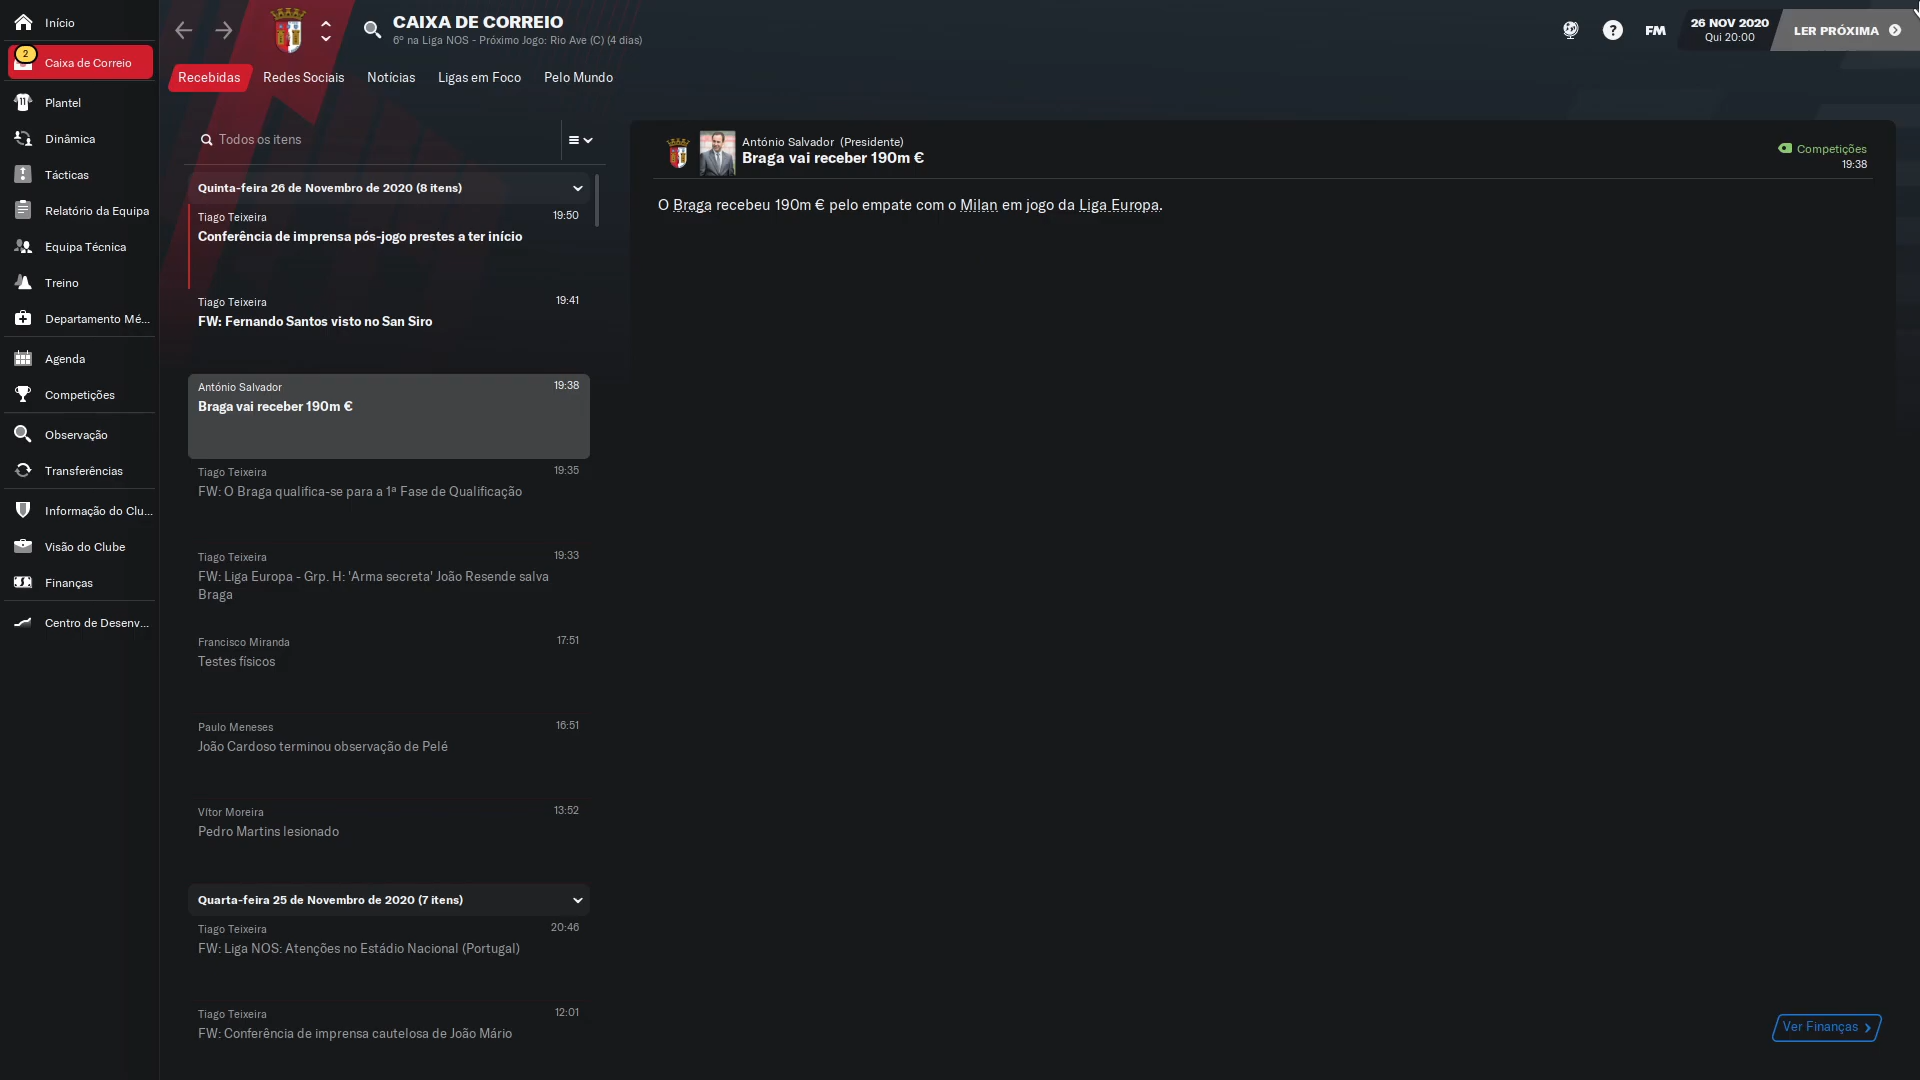 Início
2
Caixa de Correio
Plantel
Dinâmica
Tácticas
Relatório da Equipa
Equipa Técnica
Treino
Departamento Mé...
Agenda
Competições
Observação
Transferências
Informação do Clu...
Visão do Clube
Finanças
Centro de Desenv...
CAIXA DE CORREIO
6º na Liga NOS - Próximo Jogo: Rio Ave (C) (4 dias)
?
FM
26 NOV 2020
Qui 20:00
LER PRÓXIMA
Recebidas
Redes Sociais
Notícias
Ligas em Foco
Pelo Mundo
Todos os itens
Quinta-feira 26 de Novembro de 2020 (8 itens)
Tiago Teixeira 19:50
Conferência de imprensa pós-jogo prestes a ter início
Tiago Teixeira 19:41
FW: Fernando Santos visto no San Siro
António Salvador 19:38
Braga vai receber 190m €
Tiago Teixeira 19:35
FW: O Braga qualifica-se para a 1ª Fase de Qualificação
Tiago Teixeira 19:33
FW: Liga Europa - Grp. H: 'Arma secreta' João Resende salva
Braga
Francisco Miranda 17:51
Testes físicos
Paulo Meneses 16:51
João Cardoso terminou observação de Pelé
Vítor Moreira 13:52
Pedro Martins lesionado
Quarta-feira 25 de Novembro de 2020 (7 itens)
Tiago Teixeira 20:46
FW: Liga NOS: Atenções no Estádio Nacional (Portugal)
Tiago Teixeira 12:01
FW: Conferência de imprensa cautelosa de João Mário
António Salvador (Presidente)
Braga vai receber 190m €
Competições
19:38
O Braga recebeu 190m € pelo empate com o Milan em jogo da Liga Europa.
Ver Finanças